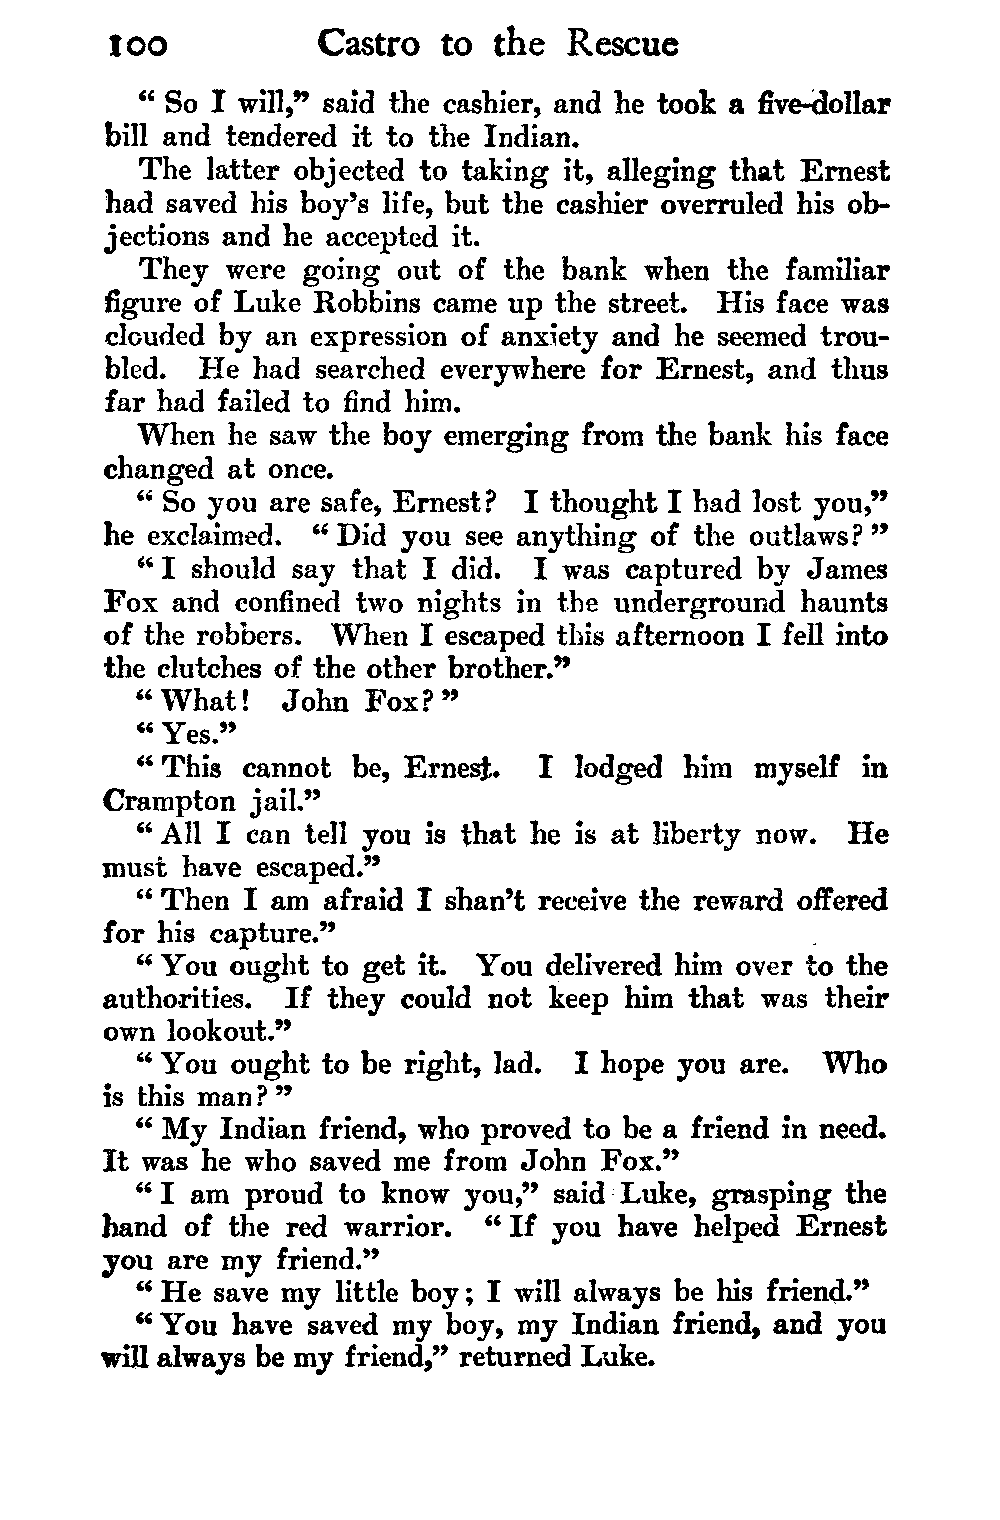 100 Castro to the Rescue
“ So I will,” said the cashier, and he took a five-dollar
bill and tendered it to the Indian.
The latter objected to taking it, alleging that Ernest
had saved his boy’s life, but the cashier overruled his ob-
jections and he accepted it.
They were going out of the bank when the familiar
figure of Luke Robbins came up the street. His face was
clouded by an expression of anxiety and he seemed trou-
bled. He had searched everywhere for Ernest, and thus
far had failed to find him.
When he saw the boy emerging from the bank his face
changed at once.
“ So you are safe, Ernest? I thought I had lost you,”
he exclaimed. “ Did you see anything of the outlaws? ”
“ I should say that I did. I was captured by James
Fox and confined two nights in the underground haunts
of the robbers. When I escaped this afternoon I fell into
the clutches of the other brother.”
“ What! John Fox? ”
“ Yes.”
“ This cannot be, Ernest. I lodged him myself in
Crampton jail.”
“ All I can tell you is that he is at liberty now. He
must have escaped.”
“ Then I am afraid I shan’t receive the reward offered
for his capture.”
“ You ought to get it. You delivered him over to the
authorities. If they could not keep him that was their
own lookout.”
“ You ought to be right, lad. I hope you are. Who
is this man? ”
“ My Indian friend, who proved to be a friend in need.
It was he who saved me from John Fox.”
“ I am proud to know you,” said Luke, grasping the
hand of the red warrior. “ If you have helped Ernest
you are my friend.”
“ He save my little boy; I will always be his friend.”
“ You have saved my boy, my Indian friend, and you
will always be my friend,” returned Luke.